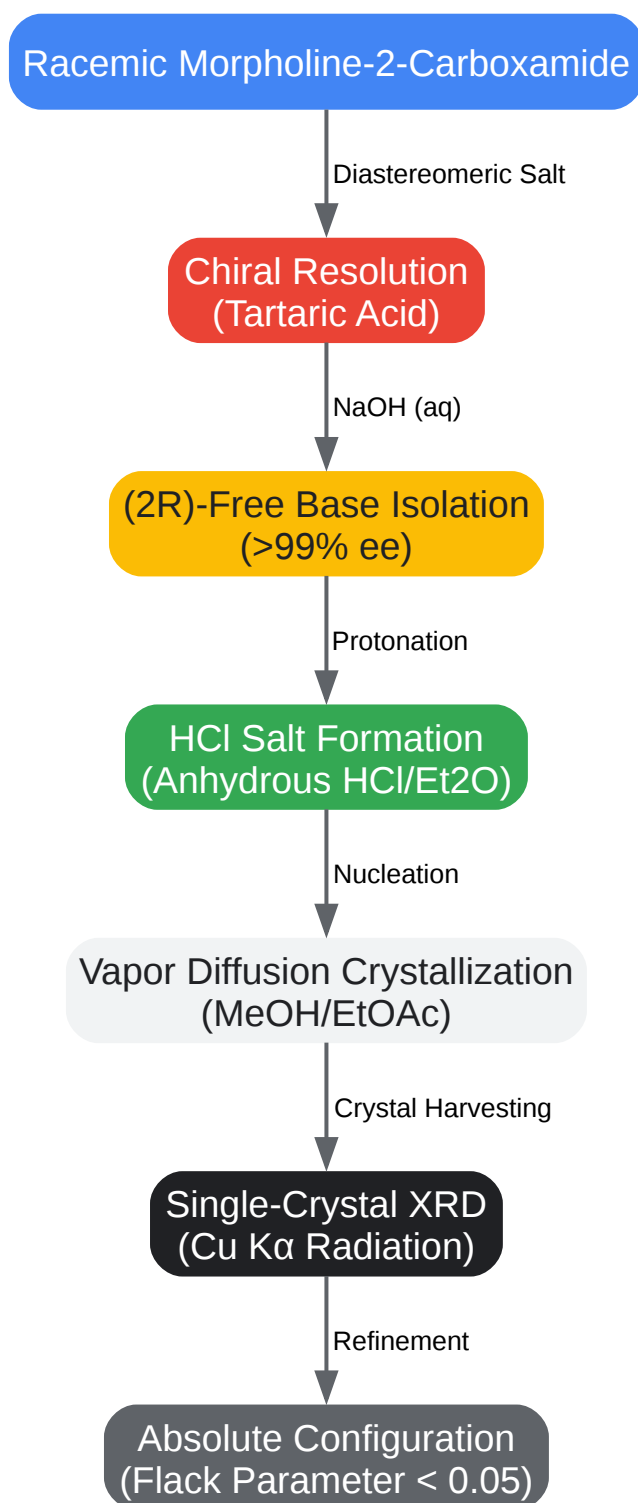 Racemic Morpholine-2-Carboxamide
Diastereomeric Salt
Chiral Resolution
(Tartaric Acid)
NaOH (aq)
(2R)-Free Base Isolation
(>99% ee)
Protonation
HCl Salt Formation
(Anhydrous HCl/Et2O)
Nucleation
Vapor Diffusion Crystallization
(MeOH/EtOAc)
Crystal Harvesting
Single-Crystal XRD
(Cu Kα Radiation)
Refinement
Absolute Configuration
(Flack Parameter < 0.05)